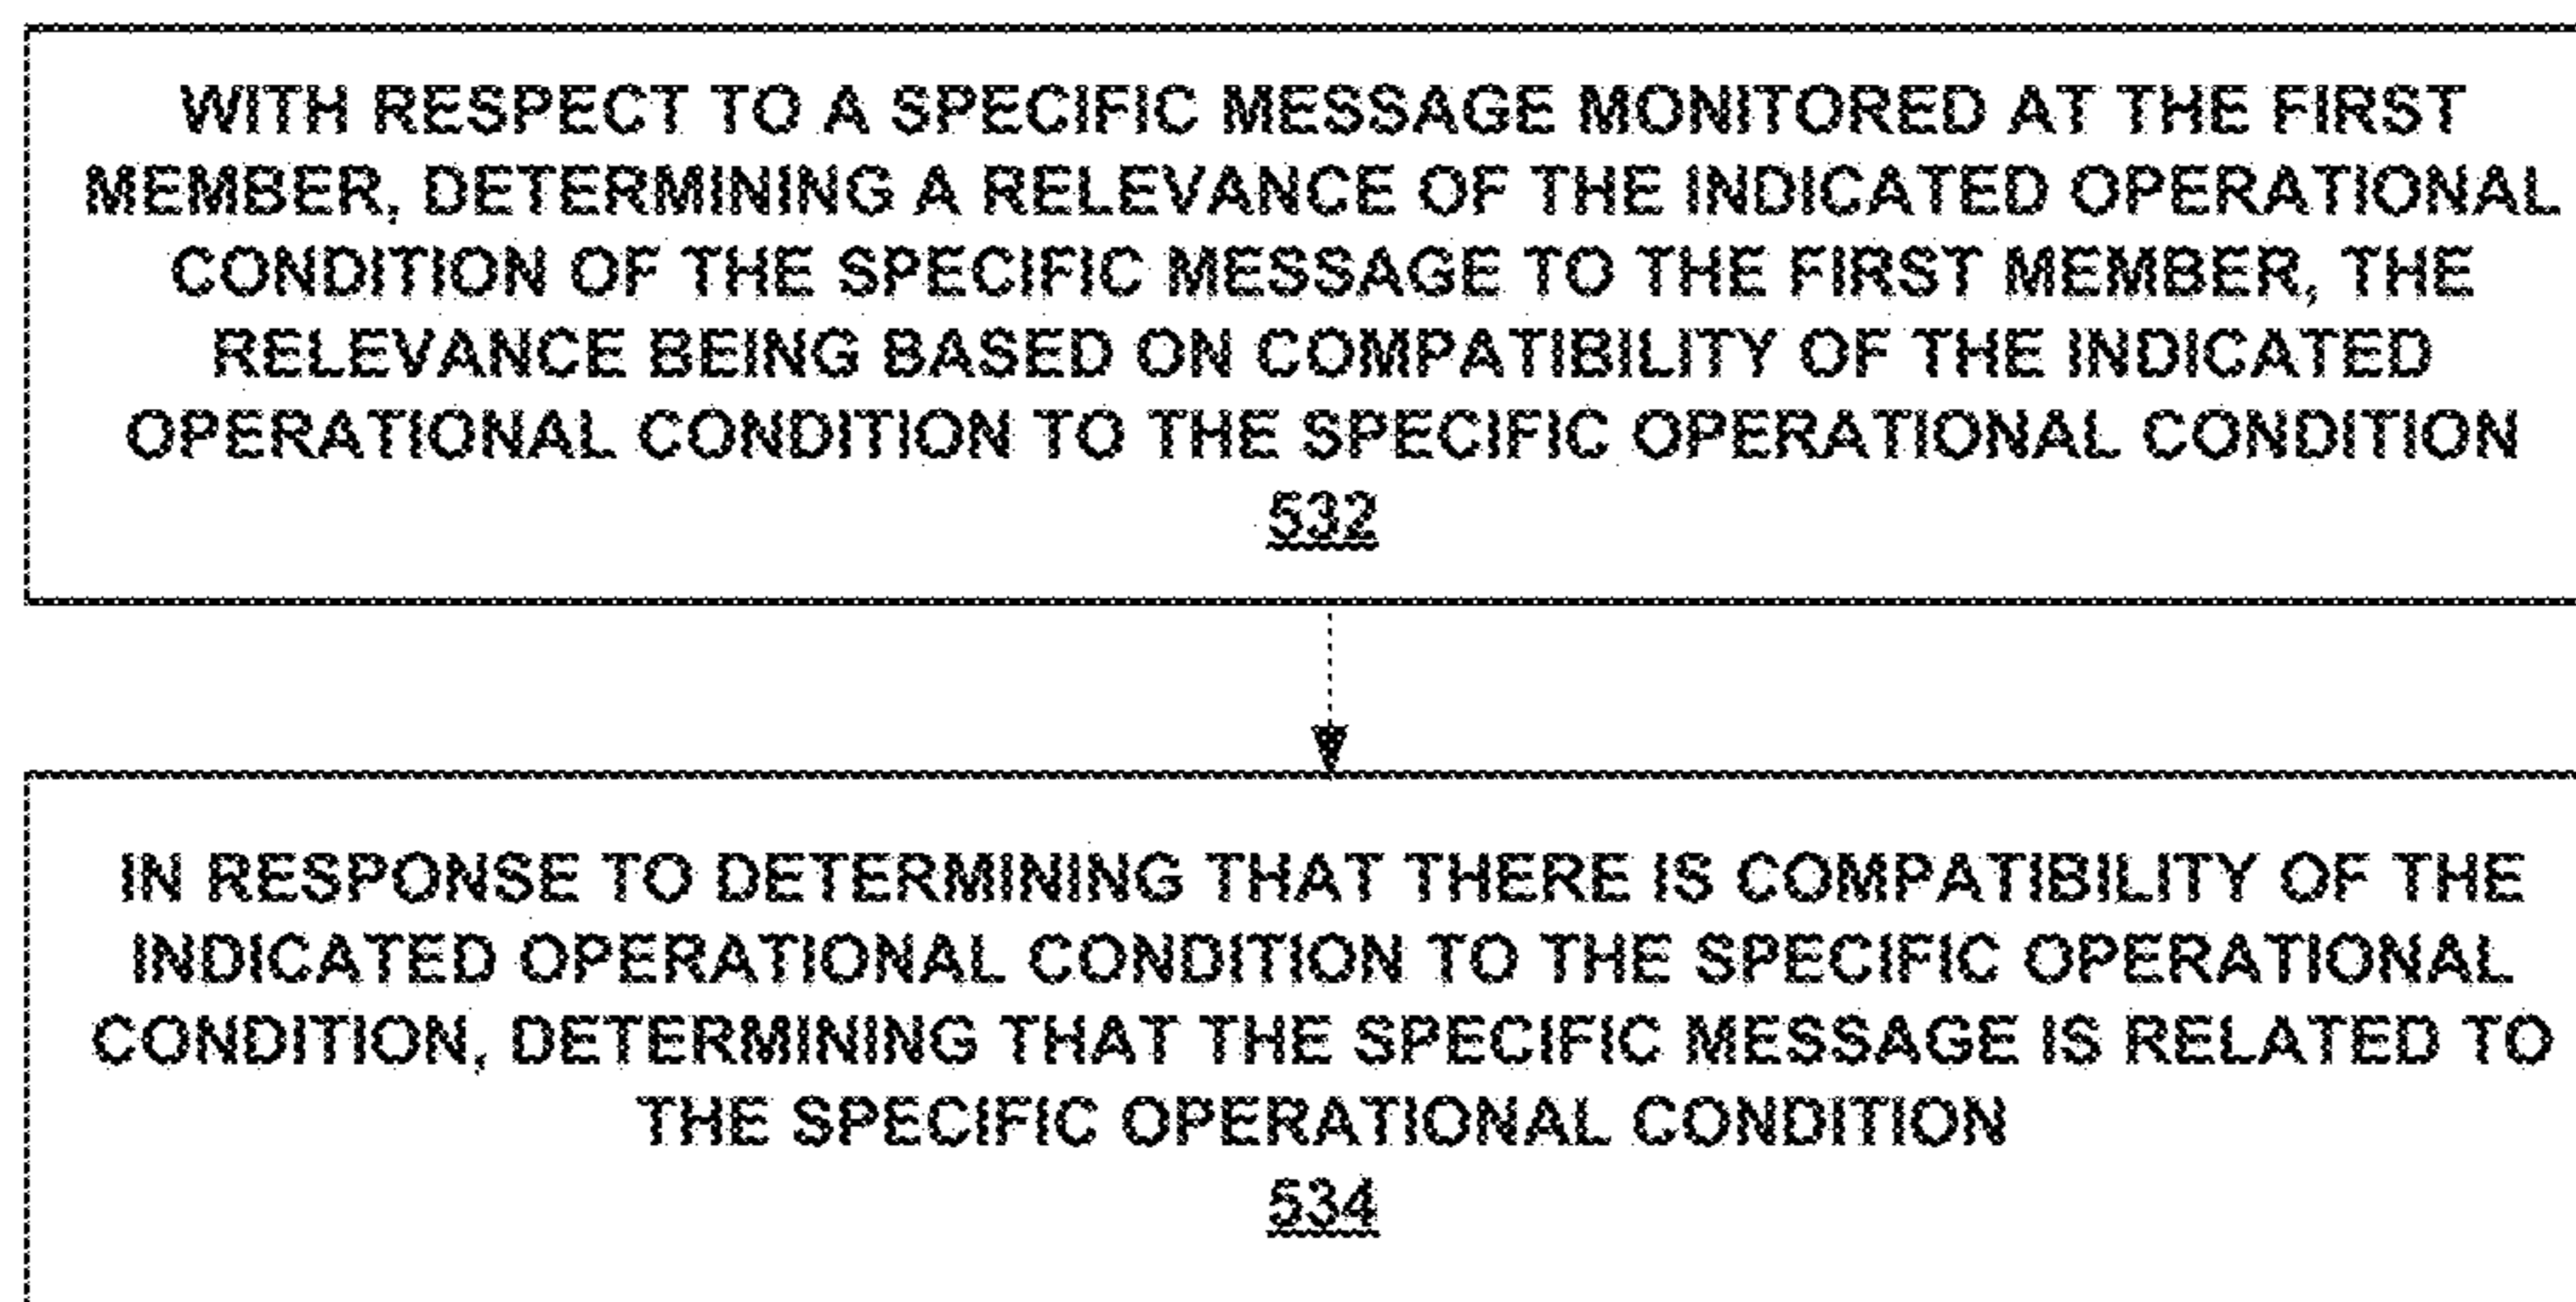 WITH RESPECT TO A SPECIFIC MESSAGE MONITORED AT THE FIRST
MEMBER, DETERMINING A RELEVANCE OF THE INDICATED OPERATIONAL
CONDITION OF THE SPECIFIC MESSAGE TO THE FIRST MEMBER, THE
RELEVANCE BEING BASED ON COMPATIBILITY OF THE INDICATED
OPERATIONAL CONDITION TO THE SPECIFIC OPERATIONAL CONDITION
532
IN RESPONSE TO DETERMINING THAT THERE IS COMPATIBILITY OF THE
INDICATED OPERATIONAL CONDITION TO THE SPECIFIC OPERATIONAL
CONDITION, DETERMINING THAT THE SPECIFIC MESSAGE IS RELATED TO
THE SPECIFIC OPERATIONAL CONDITION
534